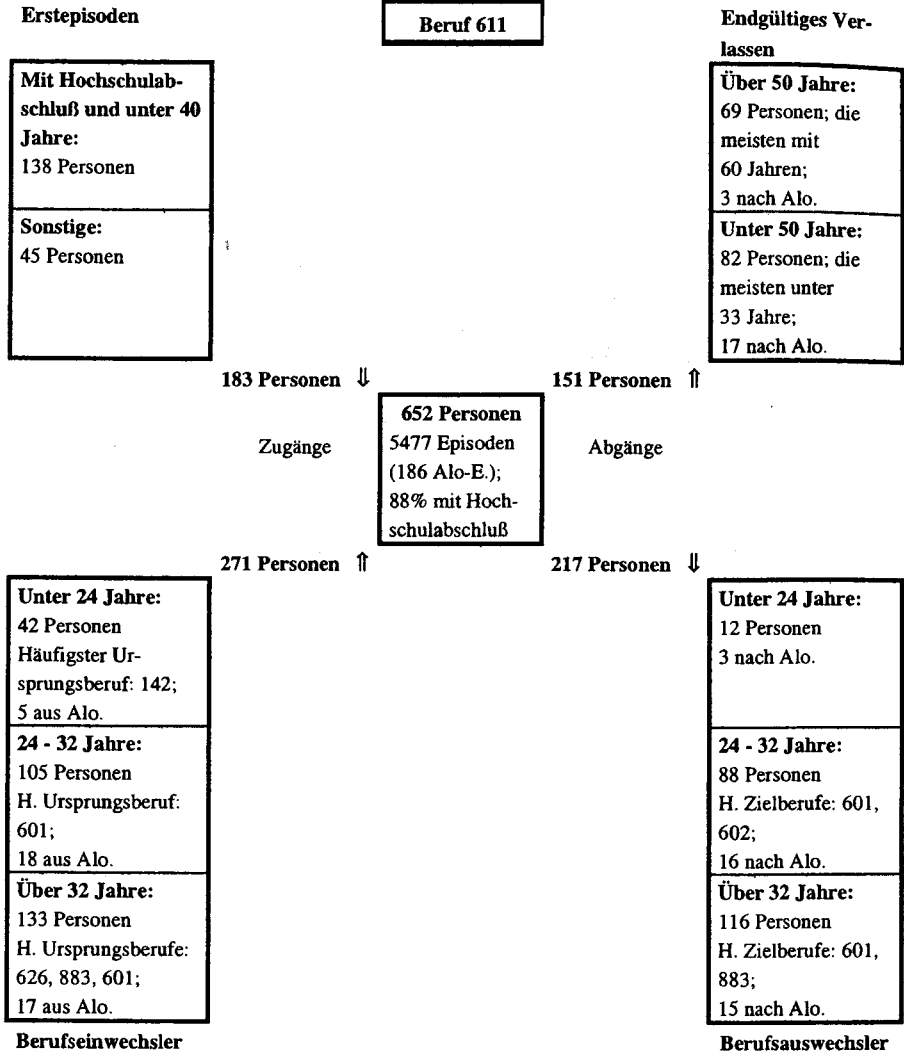 Erstepisoden
Beruf 611
Endgültiges Ver-
lassen
Mit Hochschulab-
schluß und unter 40
Jahre:
138 Personen
Sonstige:
45 Personen
Über 50 Jahre:
69 Personen; die
meisten mit
60 Jahren;
3 nach Alo.
Unter 50 Jahre:
82 Personen; die
meisten unter
33 Jahre;
17 nach Alo.
183 Personen ⇓
151 Personen ⇑
Zugänge
652 Personen
5477 Episoden
(186 Alo-E.);
88% mit Hoch-
schulabschluß
Abgänge
271 Personen ⇑
217 Personen ⇓
Unter 24 Jahre:
42 Personen
Häufigster Ur-
sprungsberuf: 142;
5 aus Alo.
24 - 32 Jahre:
105 Personen
H. Ursprungsberuf:
601;
18 aus Alo.
Über 32 Jahre:
133 Personen
H. Ursprungsberufe:
626, 883, 601;
17 aus Alo.
Berufseinwechsler
Unter 24 Jahre:
12 Personen
3 nach Alo.
24 - 32 Jahre:
88 Personen
H. Zielberufe: 601,
602;
16 nach Alo.
Über 32 Jahre:
116 Personen
H. Zielberufe: 601,
883;
15 nach Alo.
Berufsauswechsler